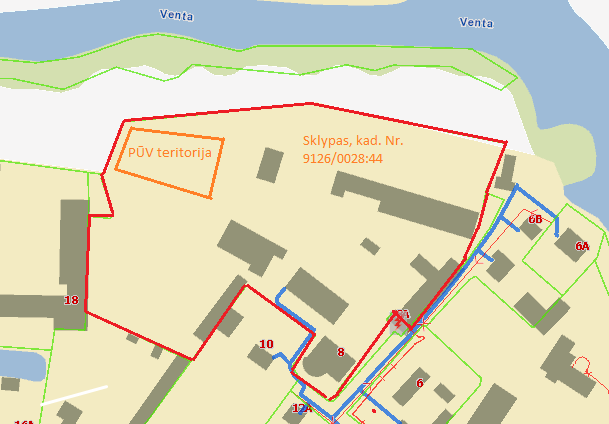 Venta
Venta
Sklypas, kad. Nr.
9126/0028:44
PŪV teritorija
6B
6A
18
10
8
6
12A